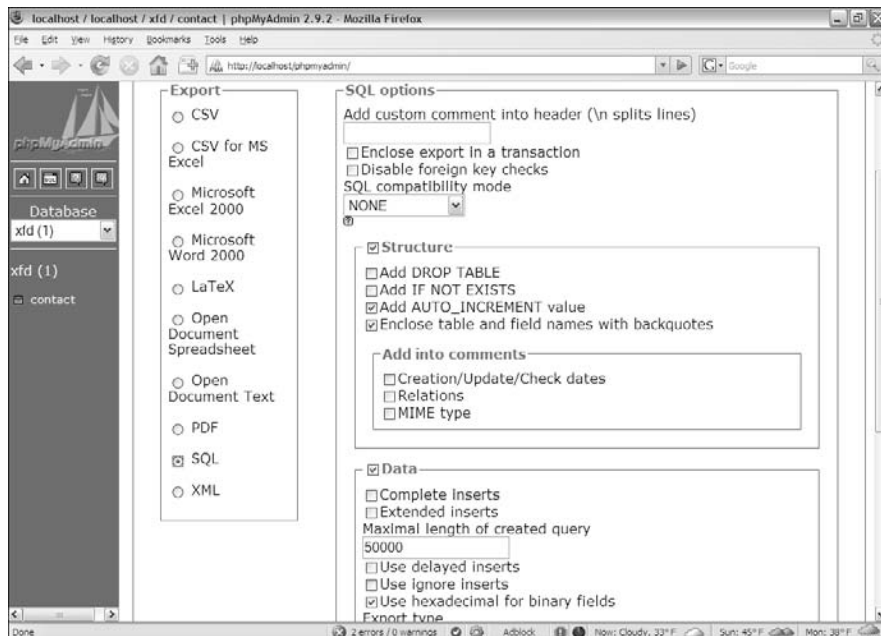 localhost / localhost / xfd / contact | phpMyAdmin 2.9.2 - Mozilla Firefox
File Edit View History Bookmarks Tools Help
http://localhost/phpmyadmin/
Google
phpMyAdmin
Database
xfd (1)
xfd (1)
contact
Export
CSV
CSV for MS
Excel
Microsoft
Excel 2000
Microsoft
Word 2000
LaTeX
Open
Document
Spreadsheet
Open
Document Text
PDF
SQL
XML
SQL options
Add custom comment into header (\n splits lines)
Enclose export in a transaction
Disable foreign key checks
SQL compatibility mode
NONE
Structure
Add DROP TABLE
Add IF NOT EXISTS
Add AUTO_INCREMENT value
Enclose table and field names with backquotes
Add into comments
Creation/Update/Check dates
Relations
MIME type
Data
Complete inserts
Extended inserts
Maximal length of created query
50000
Use delayed inserts
Use ignore inserts
Use hexadecimal for binary fields
Export type
Done
2 errors / 0 warnings
Adblock
Now: Cloudy, 33° F
Sun: 45° F
Mon: 38° F